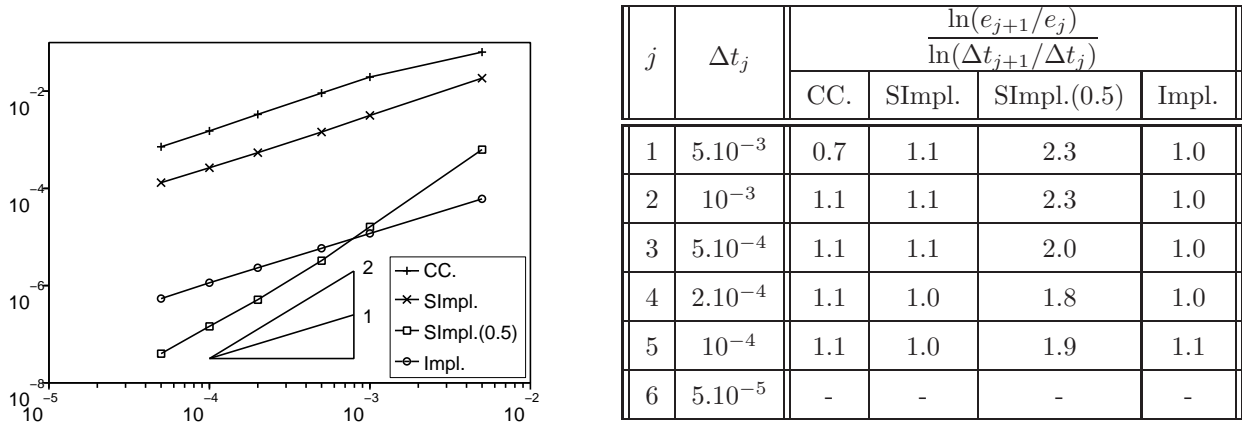 10⁻²
10⁻⁴
10⁻⁶
10⁻⁸
10⁻⁵ 10⁻⁴ 10⁻³ 10⁻²
2
1
CC.
SImpl.
SImpl.(0.5)
Impl.
j Δt_j ln(e_{j+1}/e_j)
ln(Δt_{j+1}/Δt_j)
CC. SImpl. SImpl.(0.5) Impl.
1 5.10⁻³ 0.7 1.1 2.3 1.0
2 10⁻³ 1.1 1.1 2.3 1.0
3 5.10⁻⁴ 1.1 1.1 2.0 1.0
4 2.10⁻⁴ 1.1 1.0 1.8 1.0
5 10⁻⁴ 1.1 1.0 1.9 1.1
6 5.10⁻⁵ - - - -